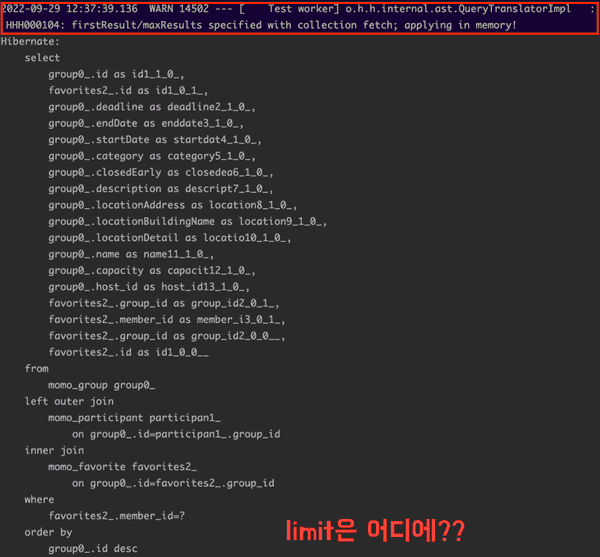 2022-09-29 12:37:39.136  WARN 14502 --- [    Test worker] o.h.h.internal.ast.QueryTranslatorImpl   :
HHH000104: firstResult/maxResults specified with collection fetch; applying in memory!
Hibernate:
    select
        group0_.id as id1_1_0_,
        favorites2_.id as id1_0_1_,
        group0_.deadline as deadline2_1_0_,
        group0_.endDate as enddate3_1_0_,
        group0_.startDate as startdat4_1_0_,
        group0_.category as category5_1_0_,
        group0_.closedEarly as closedea6_1_0_,
        group0_.description as descript7_1_0_,
        group0_.locationAddress as location8_1_0_,
        group0_.locationBuildingName as location9_1_0_,
        group0_.locationDetail as locatio10_1_0_,
        group0_.name as name11_1_0_,
        group0_.capacity as capacit12_1_0_,
        group0_.host_id as host_id13_1_0_,
        favorites2_.group_id as group_id2_0_1_,
        favorites2_.member_id as member_i3_0_1_,
        favorites2_.group_id as group_id2_0_0__,
        favorites2_.id as id1_0_0__
    from
        momo_group group0_
    left outer join
        momo_participant participan1_
            on group0_.id=participan1_.group_id
    inner join
        momo_favorite favorites2_
            on group0_.id=favorites2_.group_id
    where
        favorites2_.member_id=?
    order by
        group0_.id desc
limit은 어디에??